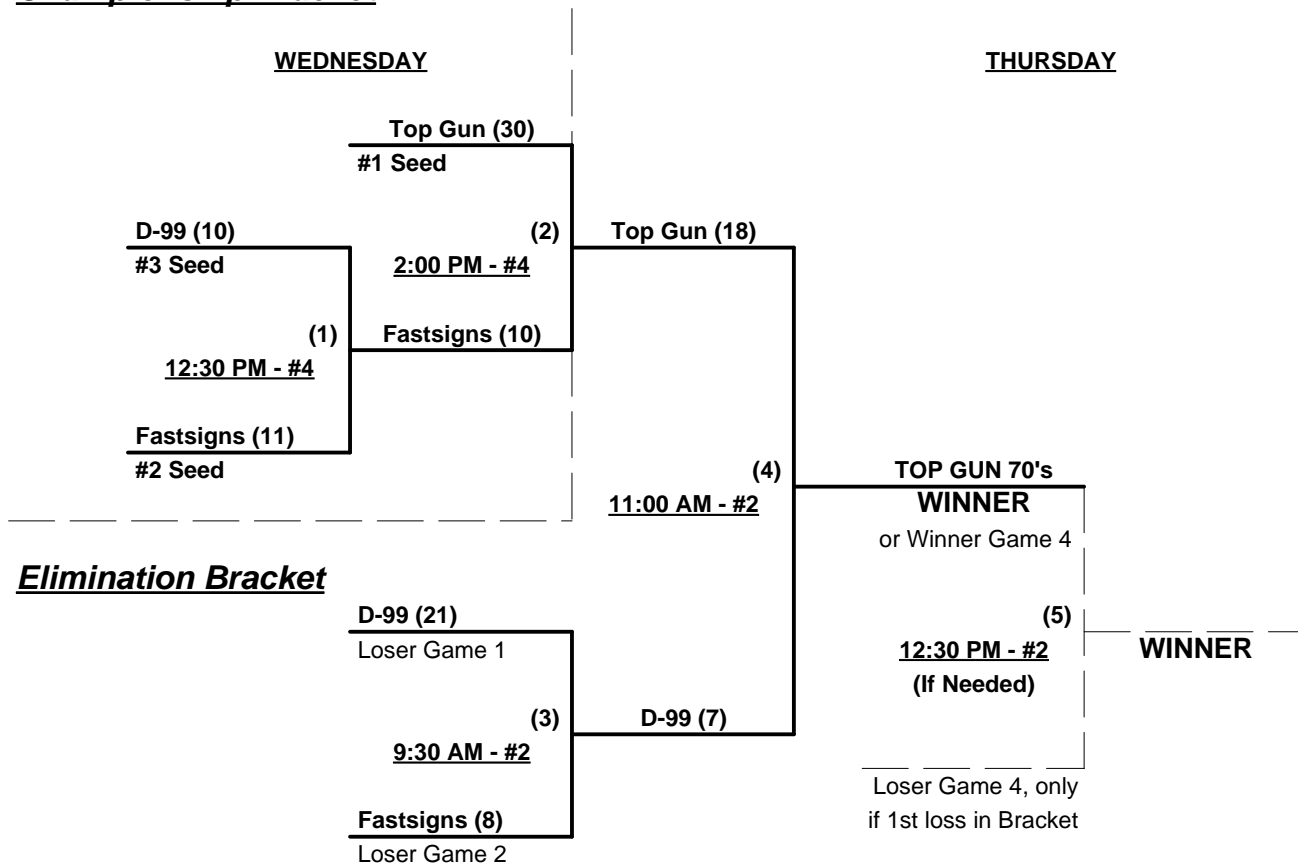 WEDNESDAY
THURSDAY
Top Gun (30)
#1 Seed
D-99 (10)
#3 Seed
(2)
2:00 PM - #4
Top Gun (18)
(1)
12:30 PM - #4
Fastsigns (10)
Fastsigns (11)
#2 Seed
(4)
11:00 AM - #2
TOP GUN 70's
WINNER
or Winner Game 4
Elimination Bracket
D-99 (21)
Loser Game 1
(5)
12:30 PM - #2
(If Needed)
WINNER
(3)
9:30 AM - #2
D-99 (7)
Loser Game 4, only
if 1st loss in Bracket
Fastsigns (8)
Loser Game 2